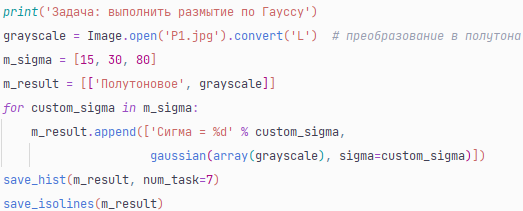 print('Задача: выполнить размытие по Гауссу')
grayscale = Image.open('P1.jpg').convert('L')  # преобразование в полутона
m_sigma = [15, 30, 80]
m_result = [['Полутоновое', grayscale]]
for custom_sigma in m_sigma:
    m_result.append(['Сигма = %d' % custom_sigma,
                    gaussian(array(grayscale), sigma=custom_sigma)])
save_hist(m_result, num_task=7)
save_isolines(m_result)